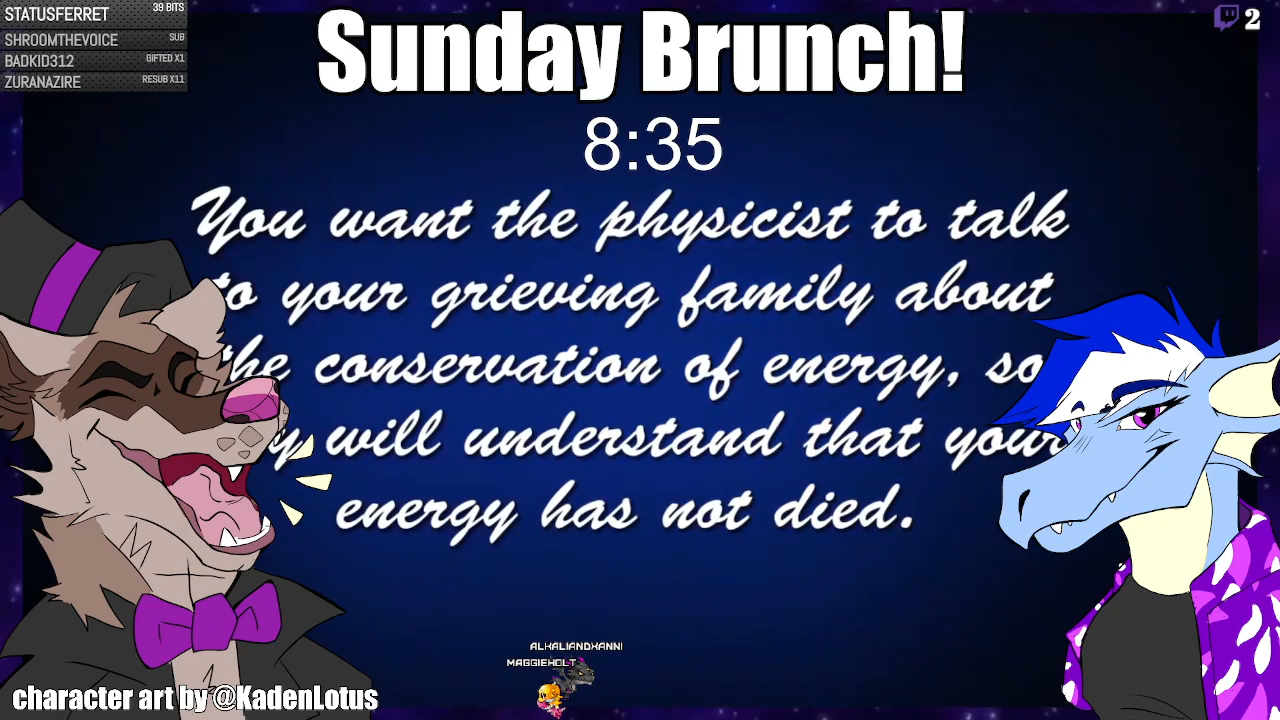 STATUSFERRET 39 BITS
SHROOMTHEVOICE SUB
BADKID312 GIFTED X1
ZURANAZIRE RESUB X11
Sunday Brunch!
2
8:35
You want the physicist to talk
to your grieving family about
the conservation of energy, so
will understand that your
energy has not died.
ALKALIANDXANNI
MAGGIEHOLT
character art by @KadenLotus